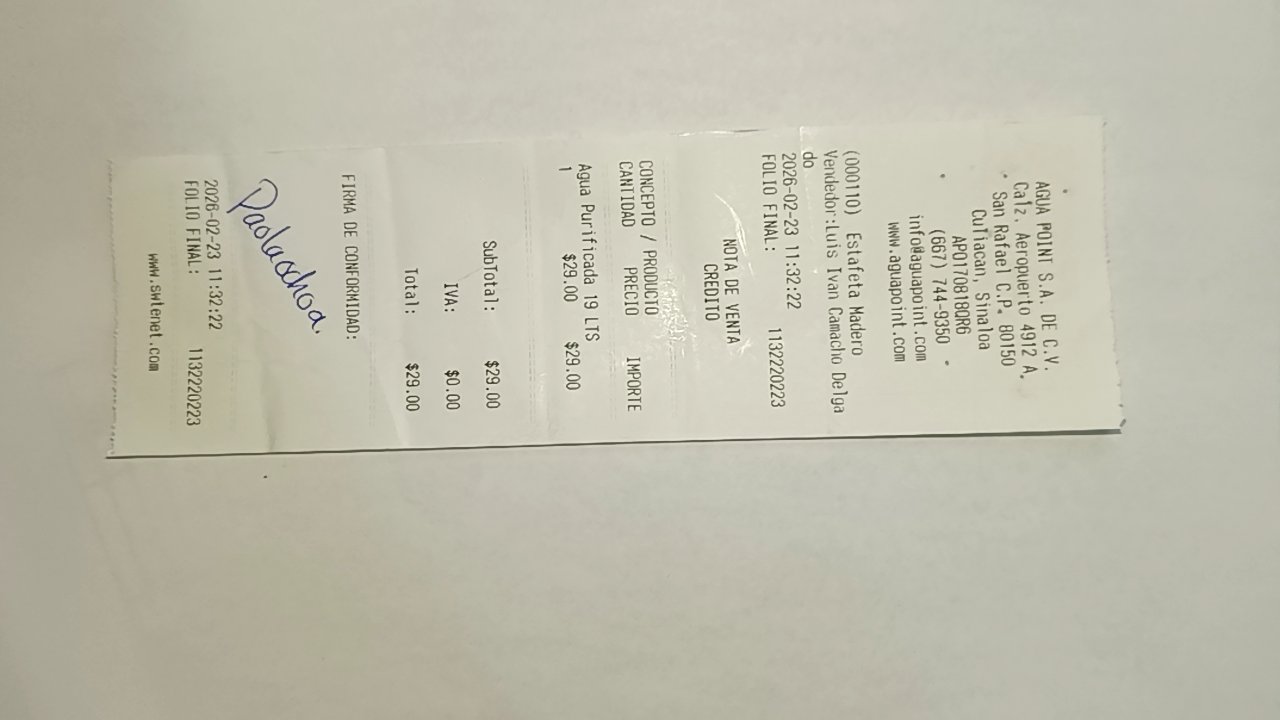 AGUA POINT S.A. DE C.V.
Calz. Aeropuerto 4912 A.
San Rafael C.P. 80150
Culiacan, Sinaloa
APO170818QR6
(667) 744-9350
info@aguapoint.com
www.aguapoint.com
(000110) Estafeta Madero
Vendedor:Luis Ivan Camacho Delga
do
2026-02-23 11:32:22
FOLIO FINAL: 1132220223
NOTA DE VENTA
CREDITO
CONCEPTO / PRODUCTO
CANTIDAD PRECIO IMPORTE
Agua Purificada 19 LTS
1 $29.00 $29.00
SubTotal: $29.00
IVA: $0.00
Total: $29.00
FIRMA DE CONFORMIDAD:
Paolaochoa.
2026-02-23 11:32:22
FOLIO FINAL: 1132220223
www.swlenet.com